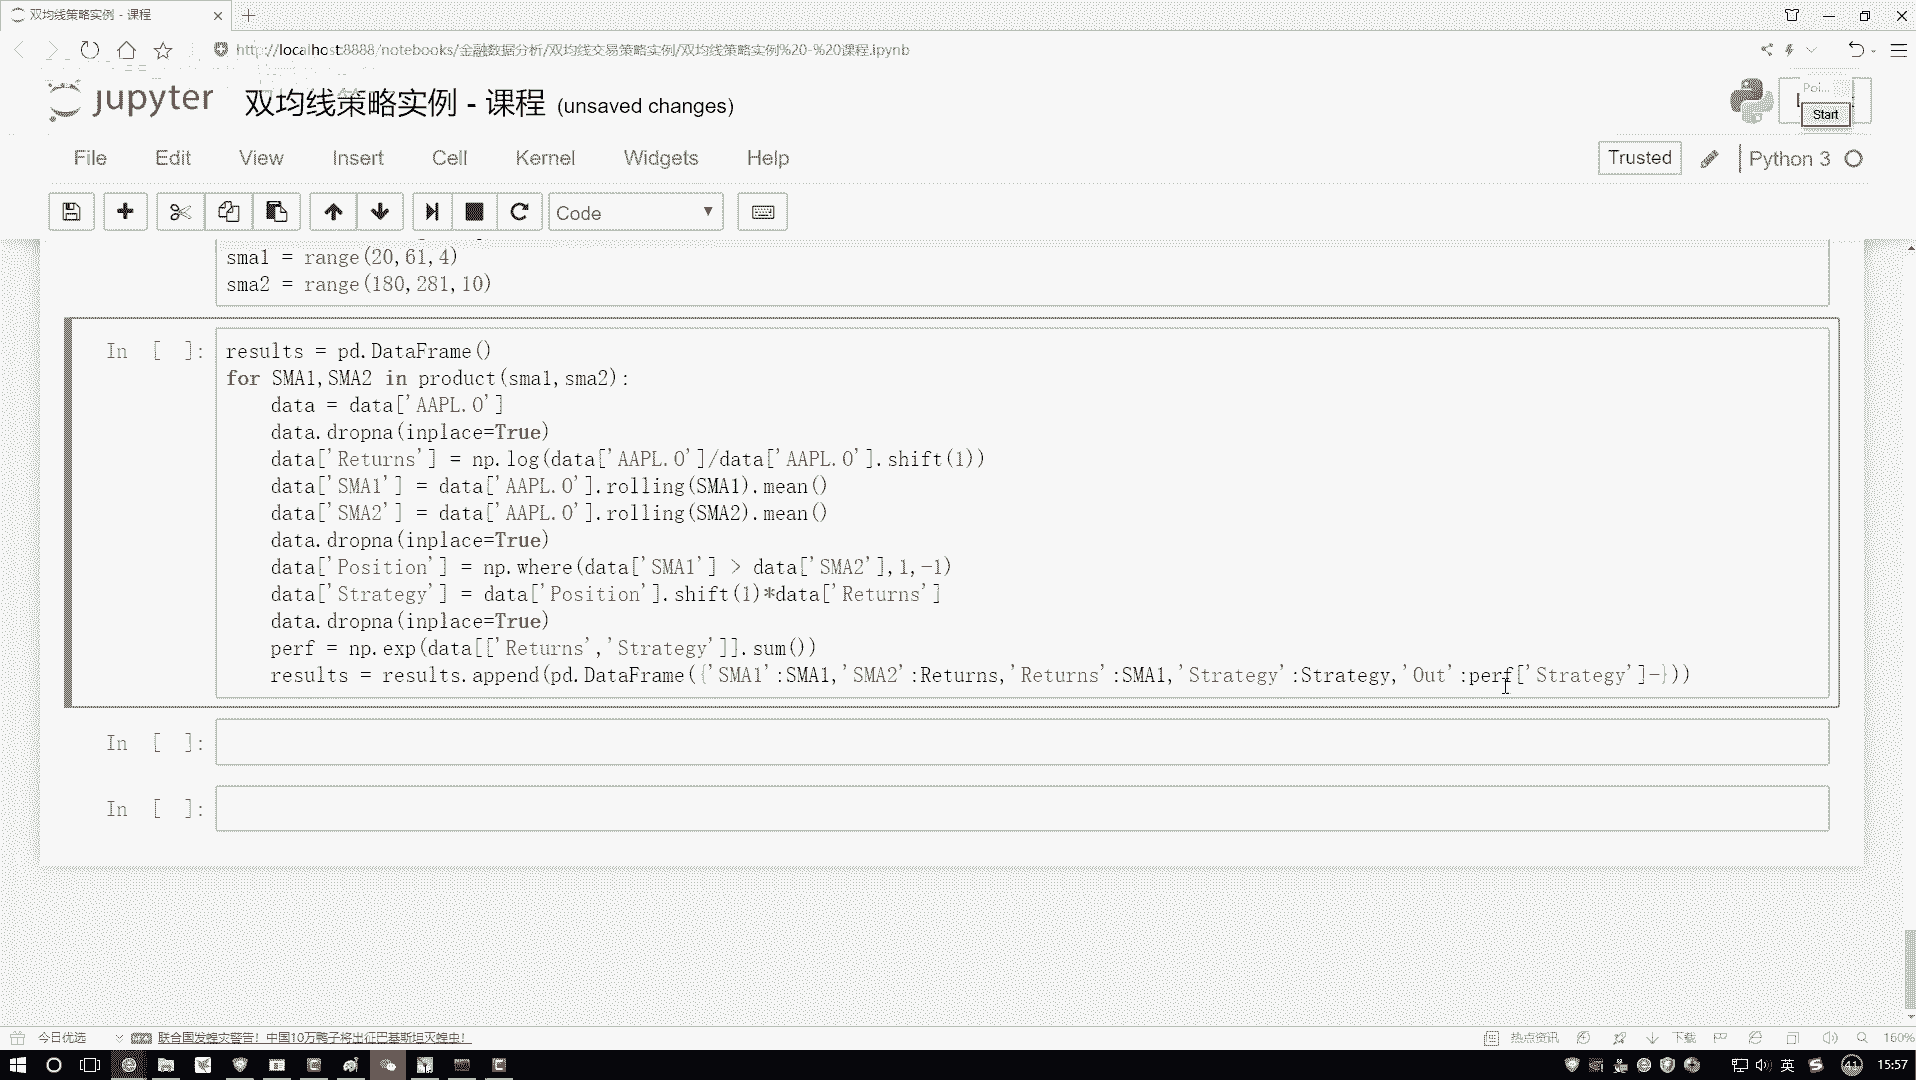 双均线策略实例 - 课程
http://localhost:8888/notebooks/金融数据分析/双均线交易策略实例/双均线策略实例%20-%20课程.ipynb
jupyter 双均线策略实例 - 课程 (unsaved changes)
Poi...
Start
File Edit View Insert Cell Kernel Widgets Help
Trusted Python 3
Code
sma1 = range(20,61,4)
sma2 = range(180,281,10)
In [ ]: results = pd.DataFrame()
for SMA1,SMA2 in product(sma1,sma2):
    data = data['AAPL.O']
    data.dropna(inplace=True)
    data['Returns'] = np.log(data['AAPL.O']/data['AAPL.O'].shift(1))
    data['SMA1'] = data['AAPL.O'].rolling(SMA1).mean()
    data['SMA2'] = data['AAPL.O'].rolling(SMA2).mean()
    data.dropna(inplace=True)
    data['Position'] = np.where(data['SMA1'] > data['SMA2'],1,-1)
    data['Strategy'] = data['Position'].shift(1)*data['Returns']
    data.dropna(inplace=True)
    perf = np.exp(data[['Returns','Strategy']].sum())
    results = results.append(pd.DataFrame({'SMA1':SMA1,'SMA2':Returns,'Returns':SMA1,'Strategy':Strategy,'Out':perf['Strategy']-}))
In [ ]:
In [ ]:
今日优选 联合国发蝗灾警告！中国10万鸭子将出征巴基斯坦灭蝗虫！ 热点资讯 下载 160%
英 41 15:57